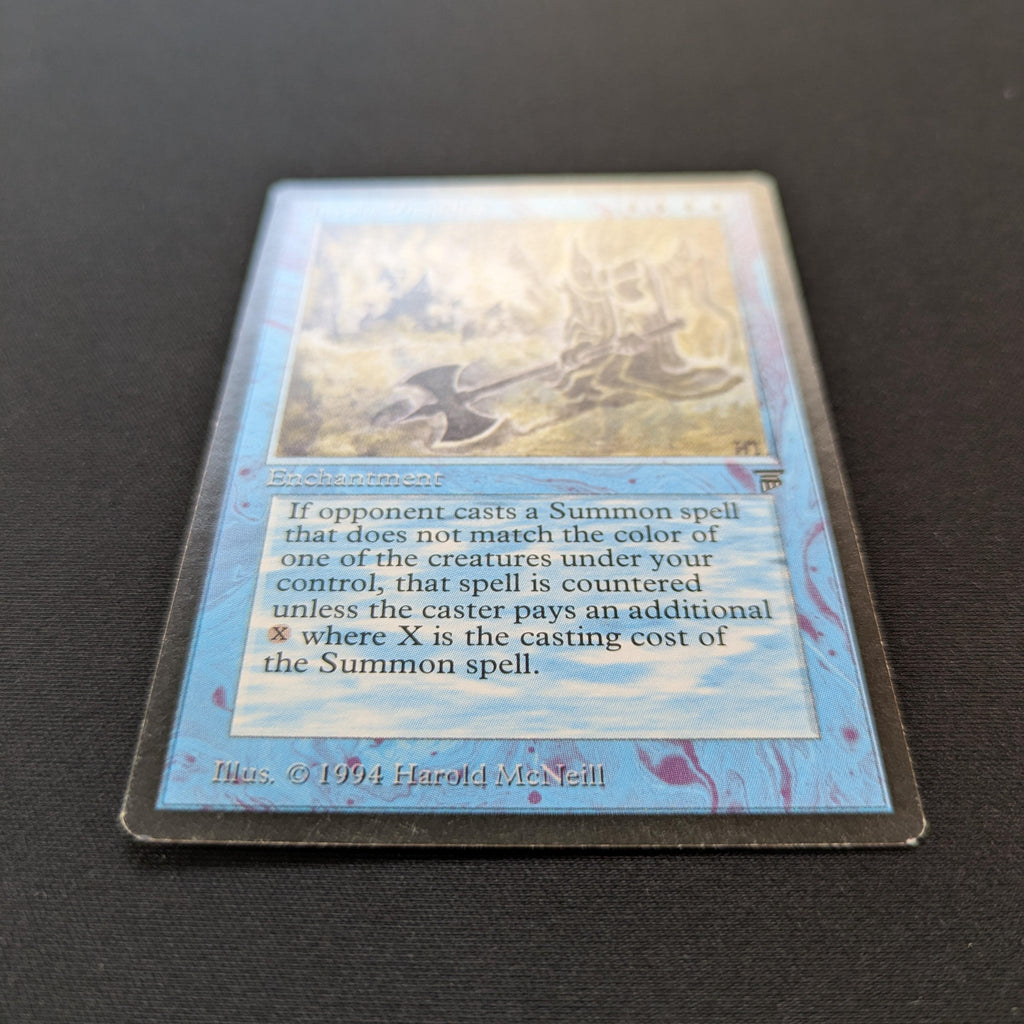 Enchantment
If opponent casts a Summon spell
that does not match the color of
one of the creatures under your
control, that spell is countered
unless the caster pays an additional
X where X is the casting cost of
the Summon spell.
Illus. © 1994 Harold McNeill